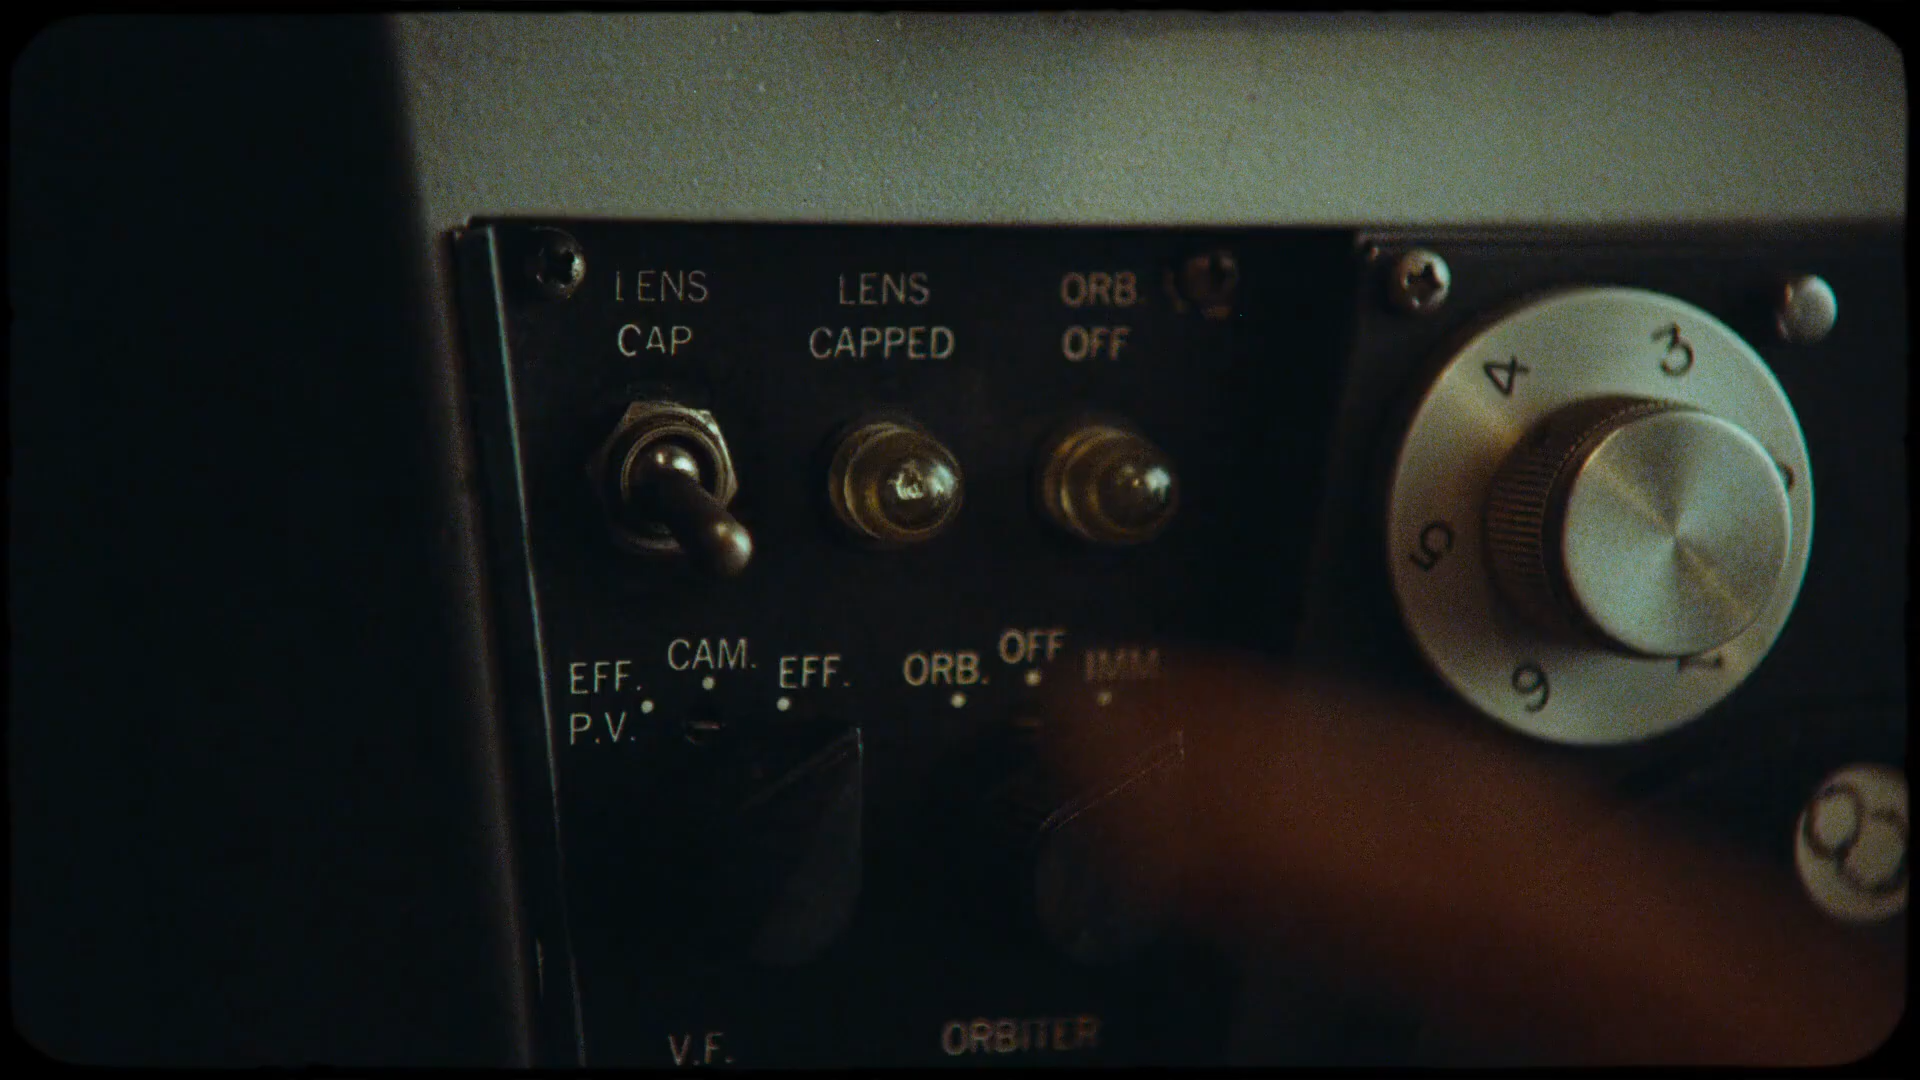 LENS
CAP
LENS
CAPPED
ORB.
OFF
3
4
5
6
EFF.
P.V.
CAM.
EFF.
ORB.
OFF
IMM.
V.F.
ORBITER